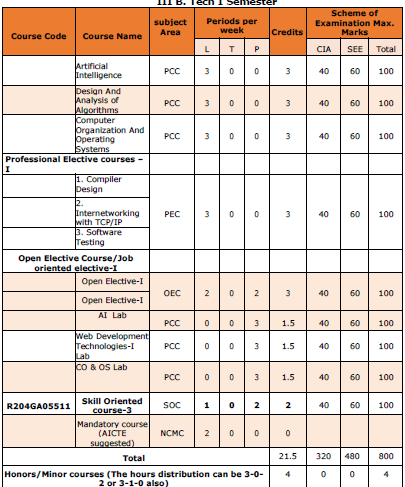 III B. Tech I Semester
Course Code Course Name subject Area Periods per week Credits Scheme of Examination Max. Marks
L T P CIA SEE Total
Artificial Intelligence PCC 3 0 0 3 40 60 100
Design And Analysis of Algorithms PCC 3 0 0 3 40 60 100
Computer Organization And Operating Systems PCC 3 0 0 3 40 60 100
Professional Elective courses – I
1. Compiler Design
2. Internetworking with TCP/IP PEC 3 0 0 3 40 60 100
3. Software Testing
Open Elective Course/Job oriented elective-I
Open Elective-I OEC 2 0 2 3 40 60 100
Open Elective-I
AI Lab PCC 0 0 3 1.5 40 60 100
Web Development Technologies-I Lab PCC 0 0 3 1.5 40 60 100
CO & OS Lab PCC 0 0 3 1.5 40 60 100
R204GA05511 Skill Oriented course-3 SOC 1 0 2 2 40 60 100
Mandatory course (AICTE suggested) NCMC 2 0 0 0
Total 21.5 320 480 800
Honors/Minor courses (The hours distribution can be 3-0-2 or 3-1-0 also) 4 0 0 4